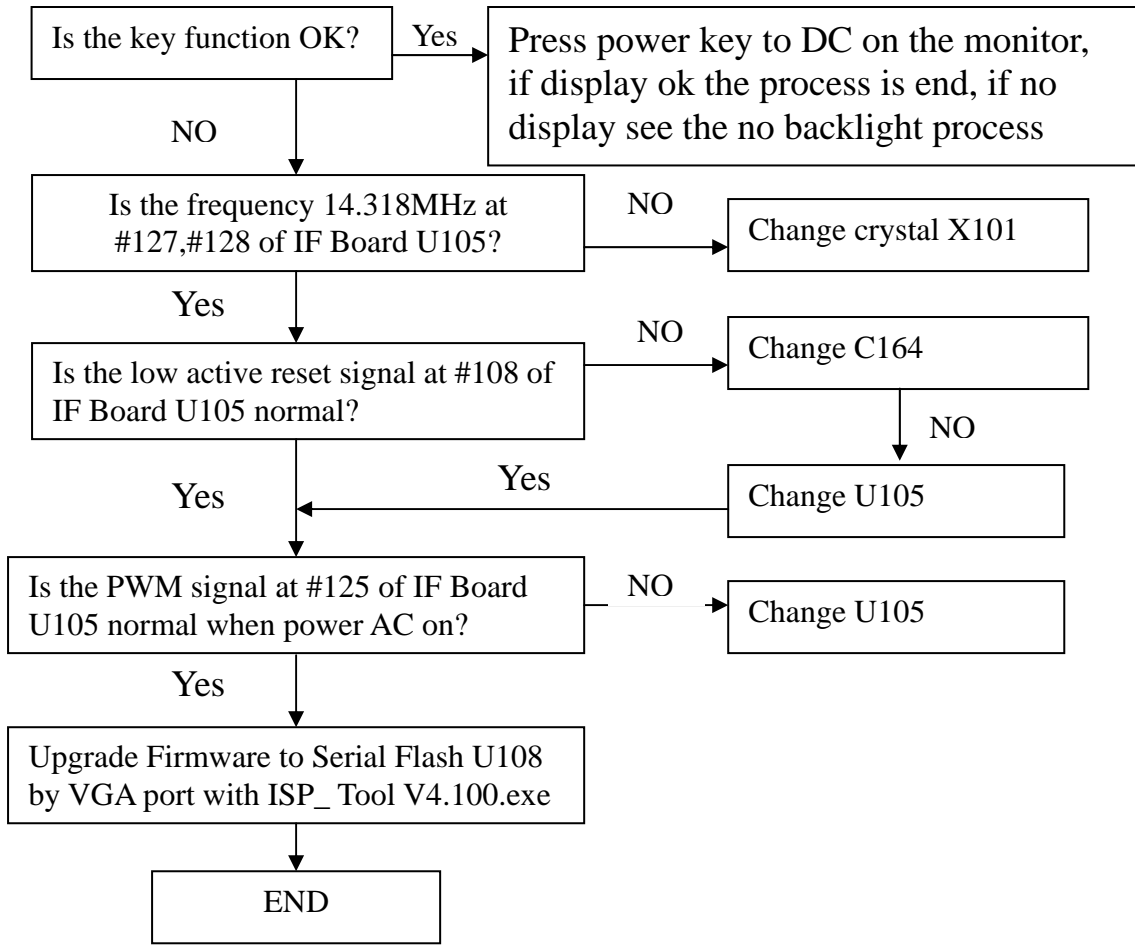 Is the key function OK?
Yes
Press power key to DC on the monitor,
if display ok the process is end, if no
display see the no backlight process
NO
Is the frequency 14.318MHz at
#127,#128 of IF Board U105?
NO
Change crystal X101
Yes
Is the low active reset signal at #108 of
IF Board U105 normal?
NO
Change C164
NO
Yes
Yes
Change U105
Is the PWM signal at #125 of IF Board
U105 normal when power AC on?
NO
Change U105
Yes
Upgrade Firmware to Serial Flash U108
by VGA port with ISP_ Tool V4.100.exe
END